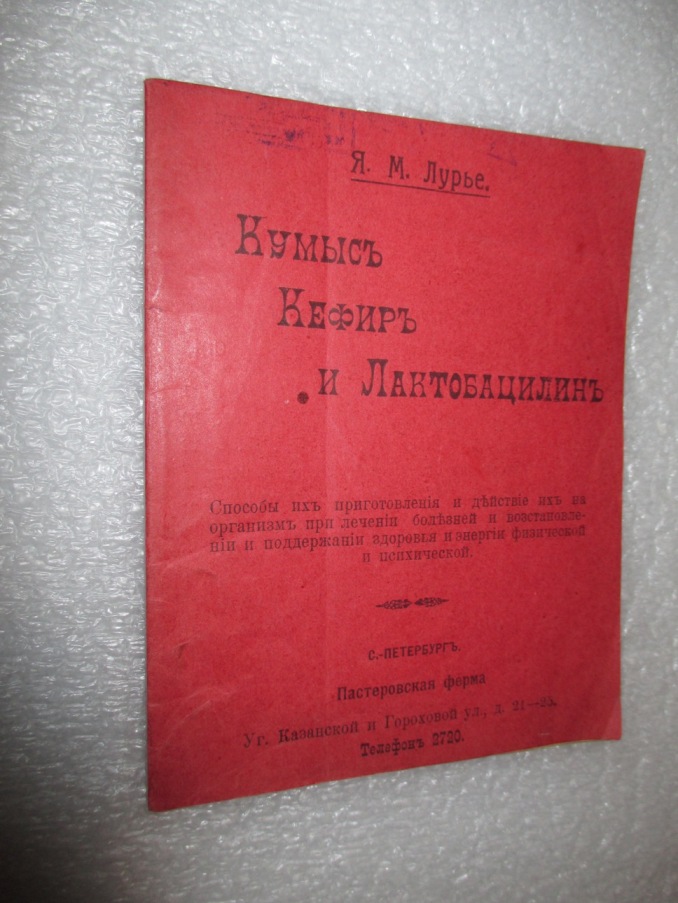 Я. М. Лурье.
Кумысъ
Кефиръ
и Лактобацилинъ
Способы ихъ приготовленія и дѣйствіе ихъ на
организмъ при леченіи болѣзней и возстановле-
ніи и поддержаніи здоровья и энергіи физической
и психической.
С.-ПЕТЕРБУРГЪ.
Пастеровская ферма
Уг. Казанской и Гороховой ул., д. 21—25.
Телефонъ 2720.